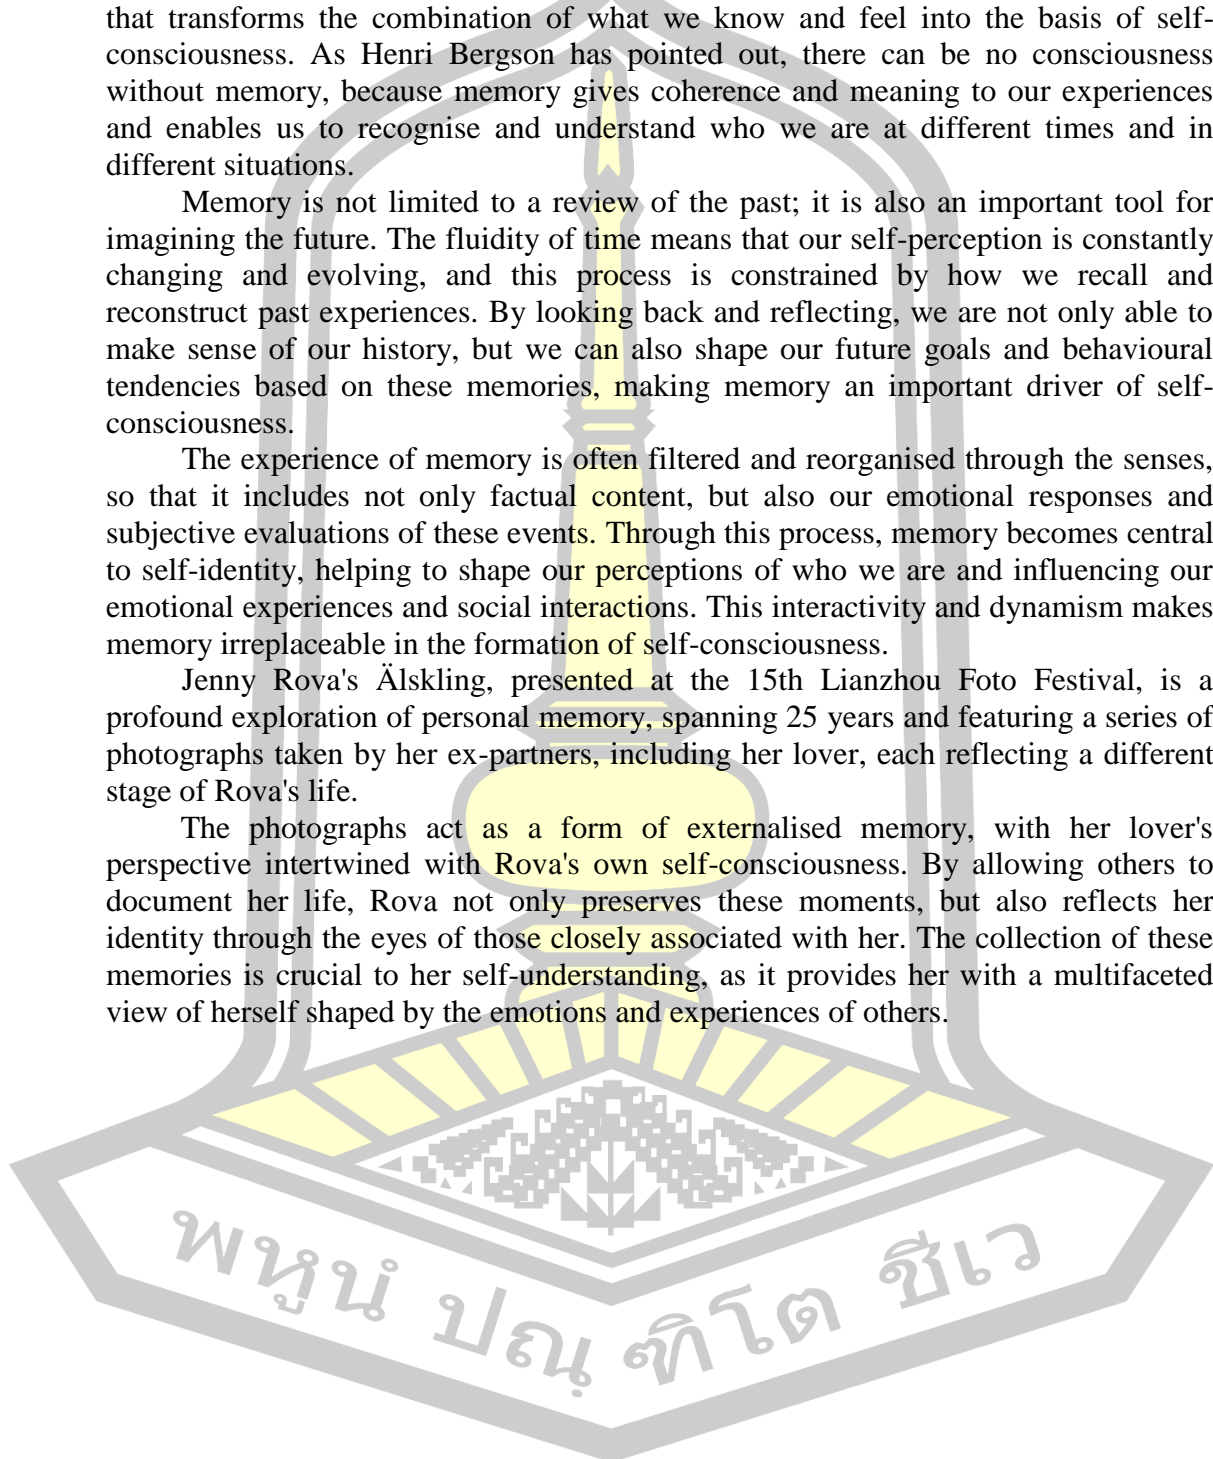 that transforms the combination of what we know and feel into the basis of self-
consciousness. As Henri Bergson has pointed out, there can be no consciousness
without memory, because memory gives coherence and meaning to our experiences
and enables us to recognise and understand who we are at different times and in
different situations.
Memory is not limited to a review of the past; it is also an important tool for
imagining the future. The fluidity of time means that our self-perception is constantly
changing and evolving, and this process is constrained by how we recall and
reconstruct past experiences. By looking back and reflecting, we are not only able to
make sense of our history, but we can also shape our future goals and behavioural
tendencies based on these memories, making memory an important driver of self-
consciousness.
The experience of memory is often filtered and reorganised through the senses,
so that it includes not only factual content, but also our emotional responses and
subjective evaluations of these events. Through this process, memory becomes central
to self-identity, helping to shape our perceptions of who we are and influencing our
emotional experiences and social interactions. This interactivity and dynamism makes
memory irreplaceable in the formation of self-consciousness.
Jenny Rova's Älskling, presented at the 15th Lianzhou Foto Festival, is a
profound exploration of personal memory, spanning 25 years and featuring a series of
photographs taken by her ex-partners, including her lover, each reflecting a different
stage of Rova's life.
The photographs act as a form of externalised memory, with her lover's
perspective intertwined with Rova's own self-consciousness. By allowing others to
document her life, Rova not only preserves these moments, but also reflects her
identity through the eyes of those closely associated with her. The collection of these
memories is crucial to her self-understanding, as it provides her with a multifaceted
view of herself shaped by the emotions and experiences of others.
พหูนํ ปณฺฑิโต ชีเว